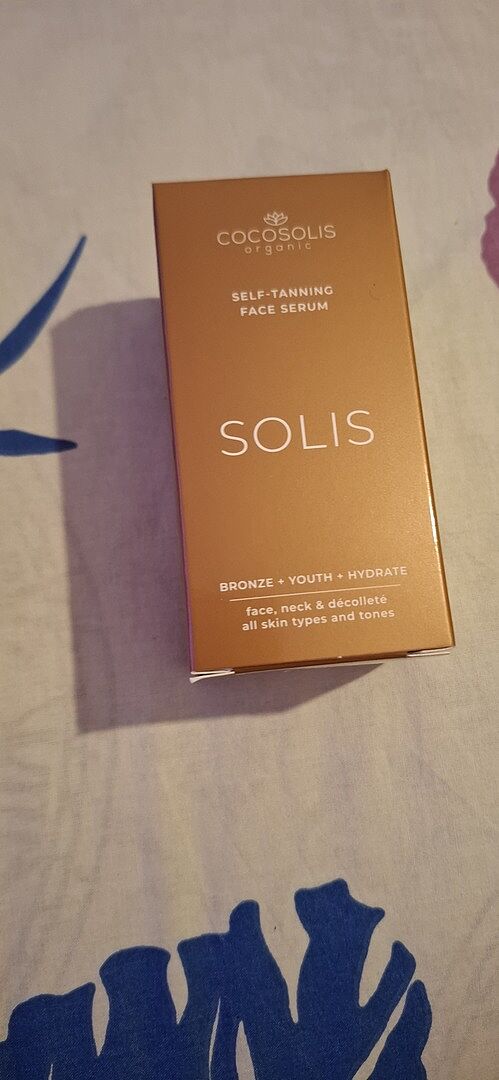 COCOSOLIS
organic
SELF-TANNING
FACE SERUM
SOLIS
BRONZE + YOUTH + HYDRATE
face, neck & décolleté
all skin types and tones